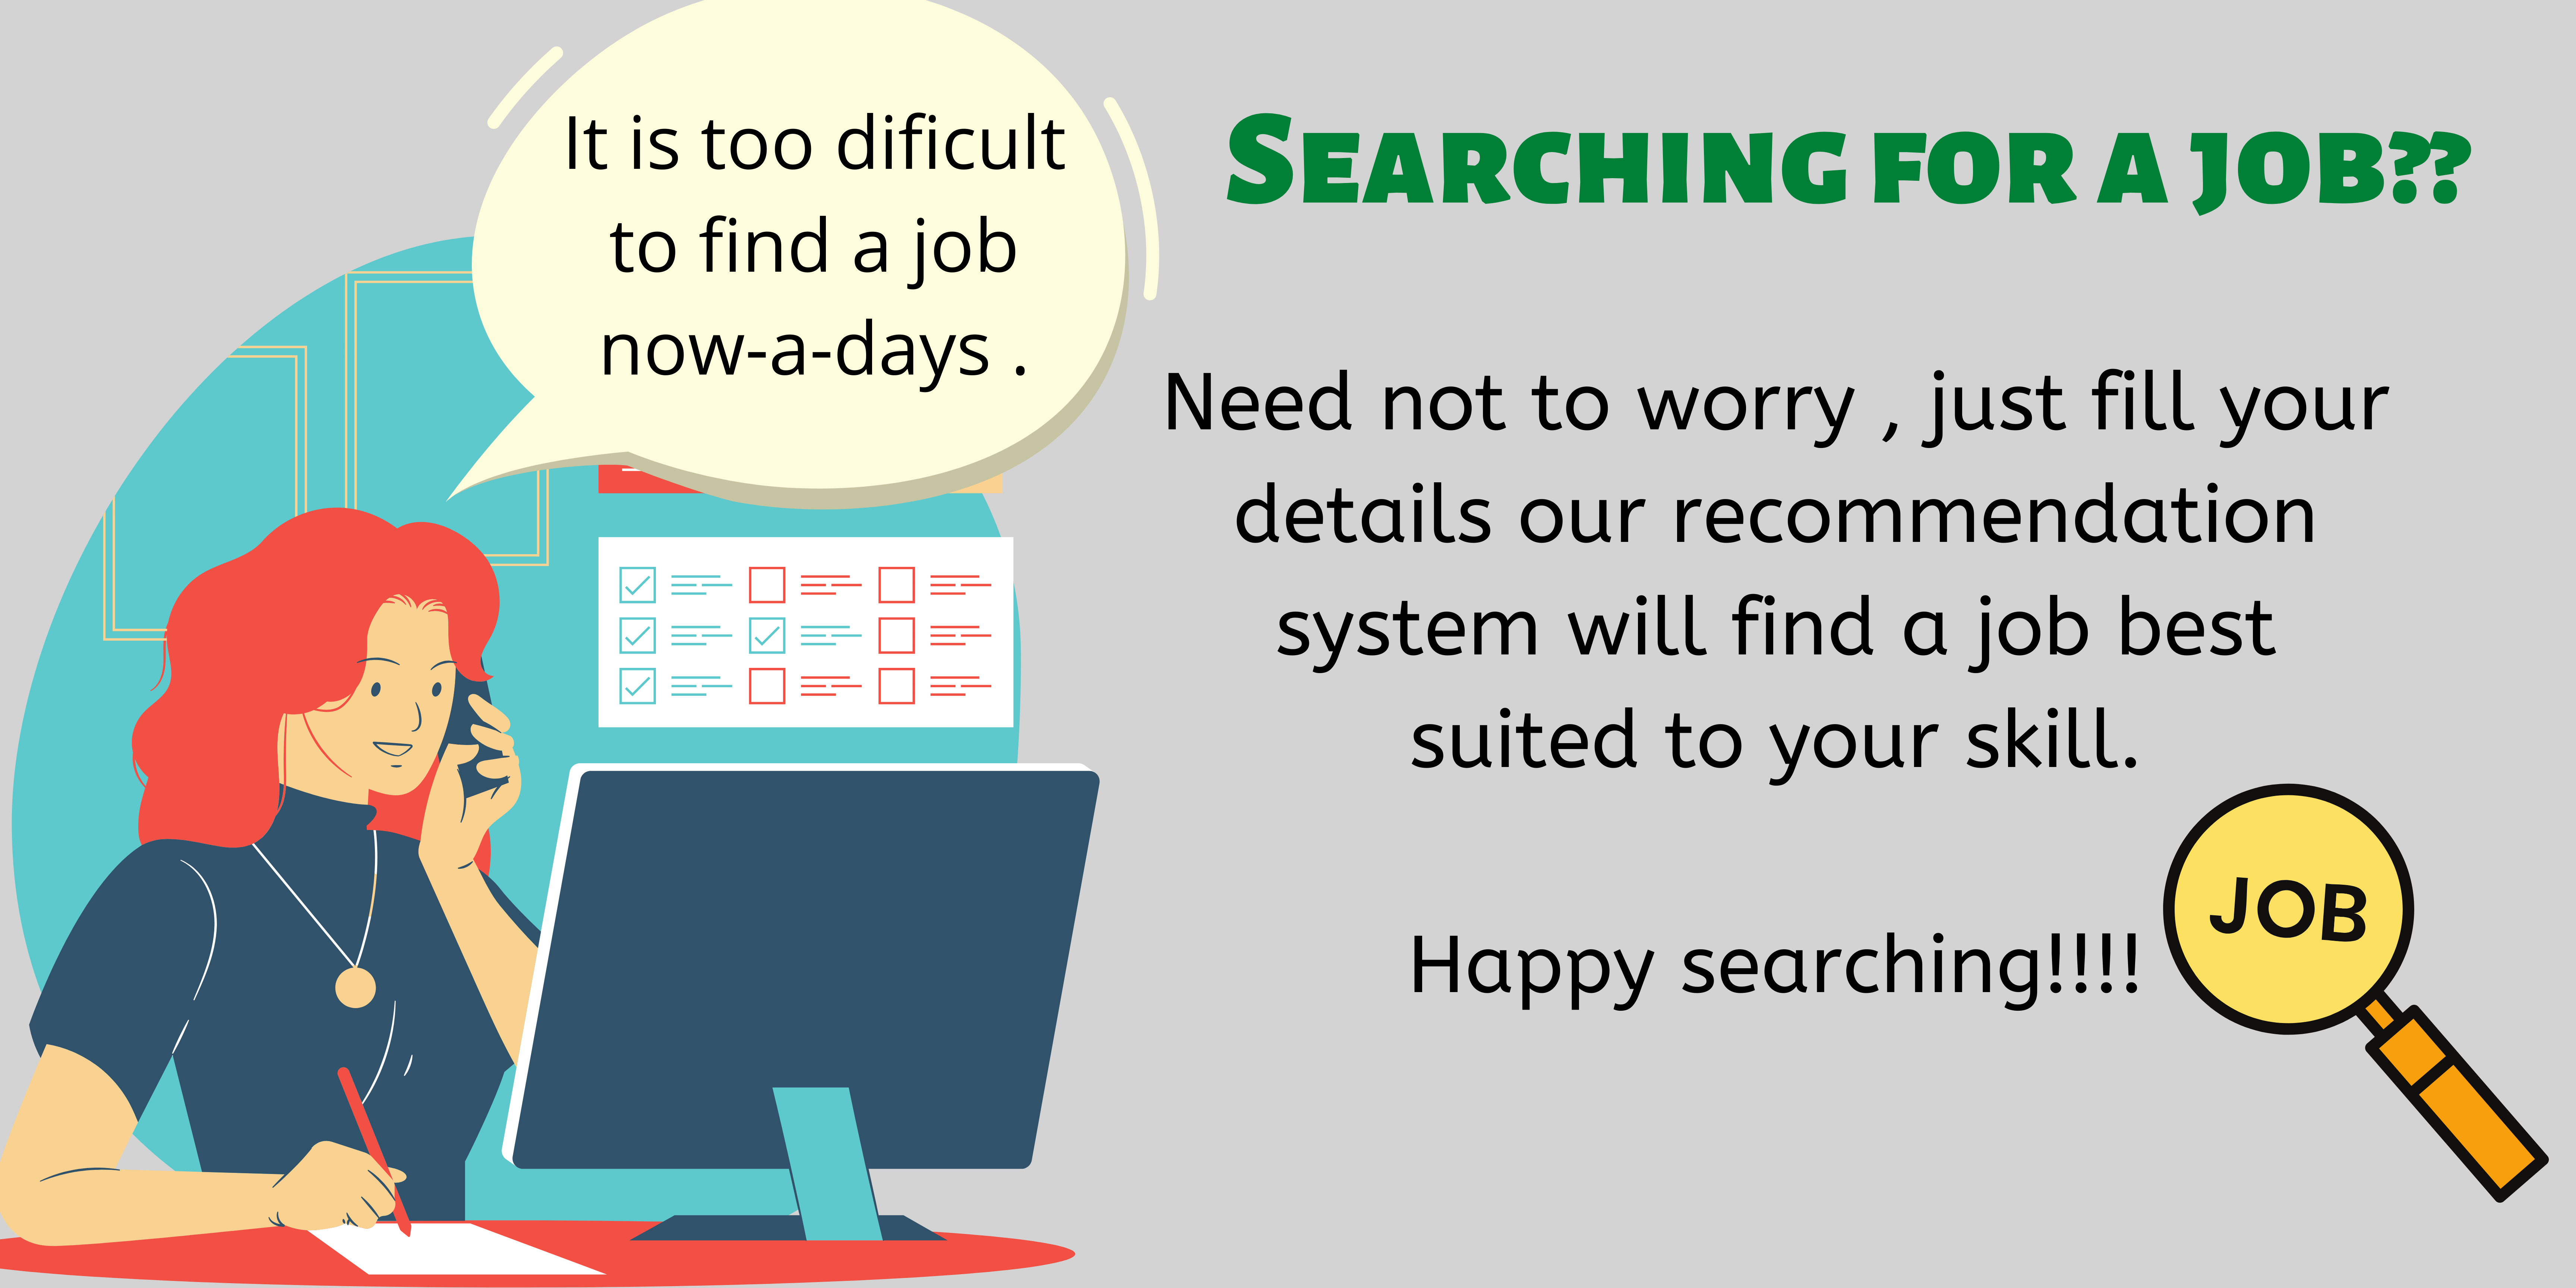 It is too dificult
to find a job
now-a-days .
SEARCHING FOR A JOB??
Need not to worry , just fill your
details our recommendation
system will find a job best
suited to your skill.
Happy searching!!!!
JOB